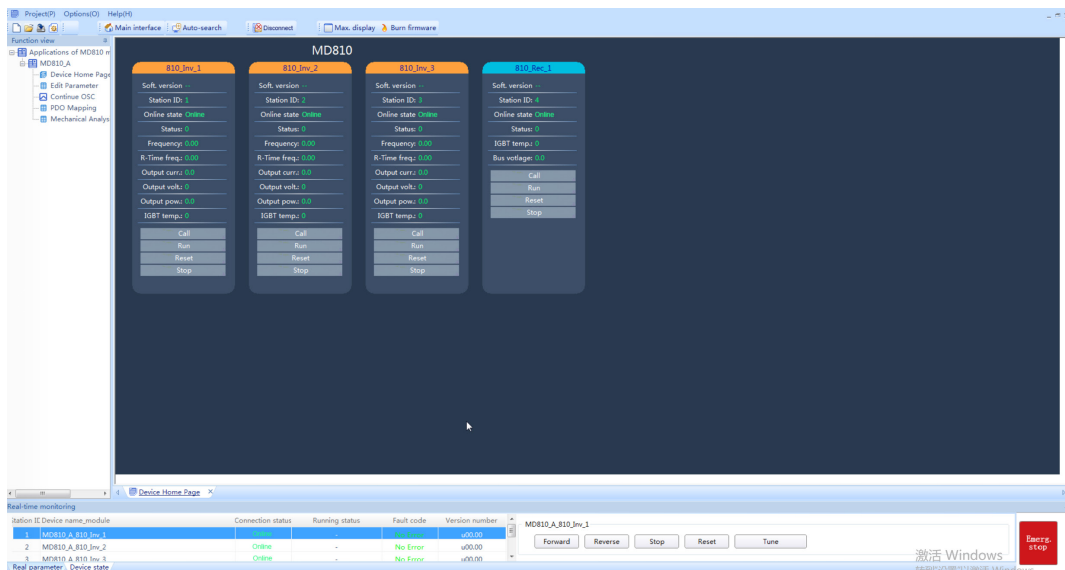 Project(P) Options(O) Help(H)
Main interface Auto-search Disconnect Max. display Burn firmware
Function view
Applications of MD810 m
MD810_A
Device Home Page
Edit Parameter
Continue OSC
PDO Mapping
Mechanical Analys
MD810
810_Inv_1 810_Inv_2 810_Inv_3 810_Rec_1
Soft. version -- Soft. version -- Soft. version -- Soft. version --
Station ID: 1 Station ID: 2 Station ID: 3 Station ID: 4
Online state Online Online state Online Online state Online Online state Online
Status: 0 Status: 0 Status: 0 Status: 0
Frequency: 0.00 Frequency: 0.00 Frequency: 0.00 IGBT temp.: 0
R-Time freq.: 0.00 R-Time freq.: 0.00 R-Time freq.: 0.00 Bus votlage: 0.0
Output curr.: 0.0 Output curr.: 0.0 Output curr.: 0.0 Call
Output volt.: 0 Output volt.: 0 Output volt.: 0 Run
Output pow.: 0.0 Output pow.: 0.0 Output pow.: 0.0 Reset
IGBT temp.: 0 IGBT temp.: 0 IGBT temp.: 0 Stop
Call Call Call
Run Run Run
Reset Reset Reset
Stop Stop Stop
Device Home Page
Real-time monitoring
itation ID Device name_module Connection status Running status Fault code Version number
1 MD810_A_810_Inv_1 Online - u00.00
2 MD810_A_810_Inv_2 Online - No Error u00.00
3 MD810_A_810_Inv_3 Online - No Error u00.00
MD810_A_810_Inv_1
Forward Reverse Stop Reset Tune
Emerg. stop
激活 Windows
Real parameter Device state